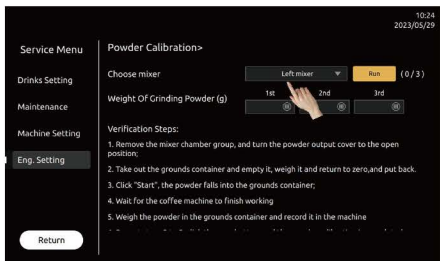 10:24
2023/05/29
Service Menu
Powder Calibration>
Drinks Setting
Choose mixer
Left mixer
Run
(0/3)
Maintenance
Weight Of Grinding Powder (g)
1st
2nd
3rd
Machine Setting
Verification Steps:
1. Remove the mixer chamber group, and turn the powder output cover to the open
position;
Eng. Setting
2. Take out the grounds container and empty it, weigh it and return to zero,and put back.
3. Click "Start", the powder falls into the grounds container;
4. Wait for the coffee machine to finish working
5. Weigh the powder in the grounds container and record it in the machine
Return